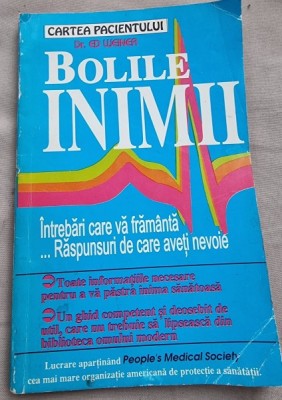 CARTEA PACIENTULUI
Dr. ED WEINER
BOLILE
INIMII
Întrebări care vă frământă
... Răspunsuri de care aveți nevoie
Toate informațiile necesare
pentru a vă păstra inima sănătoasă
Un ghid competent și deosebit de
util, care nu trebuie să lipsească din
biblioteca omului modern
Lucrare aparținând People's Medical Society,
cea mai mare organizație americană de protecție a sănătății.